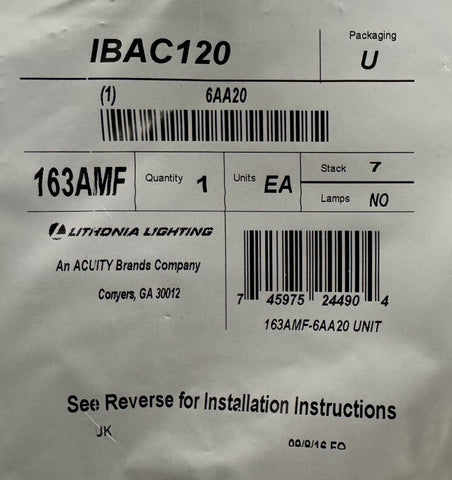 IBAC120
Packaging
U
(1) 6AA20
163AMF
Quantity 1
Units EA
Stack 7
Lamps NO
LITHONIA LIGHTING
An ACUITY Brands Company
Conyers, GA 30012
7 45975 24490 4
163AMF-6AA20 UNIT
See Reverse for Installation Instructions
UK